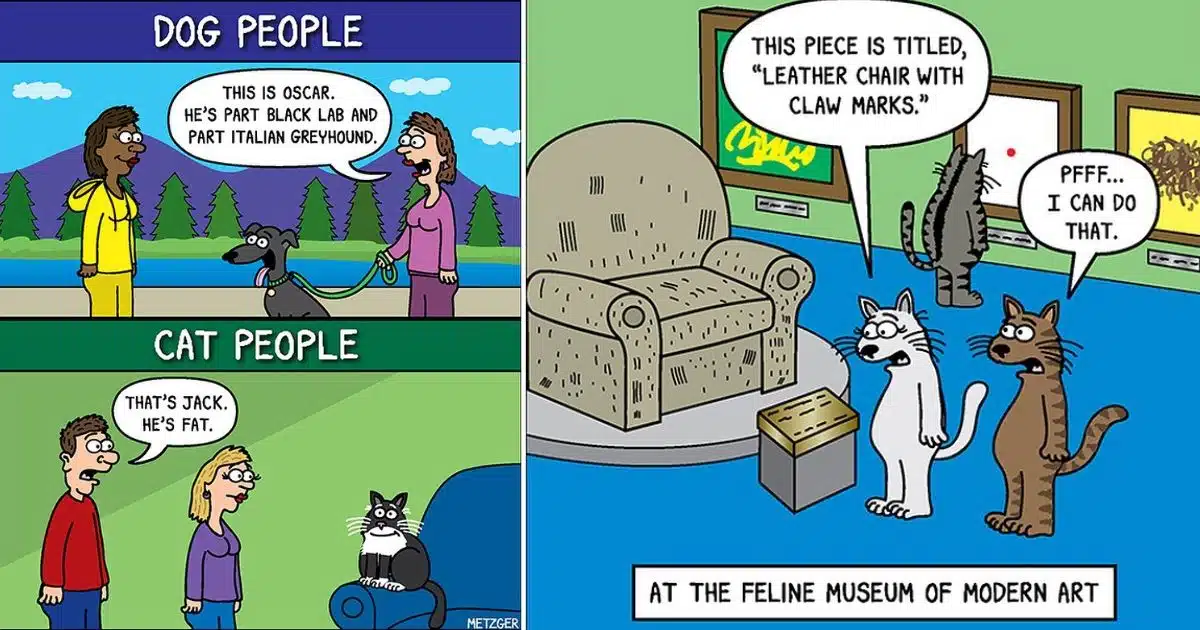 DOG PEOPLE
THIS IS OSCAR.
HE'S PART BLACK LAB AND
PART ITALIAN GREYHOUND.
CAT PEOPLE
THAT'S JACK.
HE'S FAT.
METZGER
THIS PIECE IS TITLED,
"LEATHER CHAIR WITH
CLAW MARKS."
PFFF...
I CAN DO
THAT.
AT THE FELINE MUSEUM OF MODERN ART